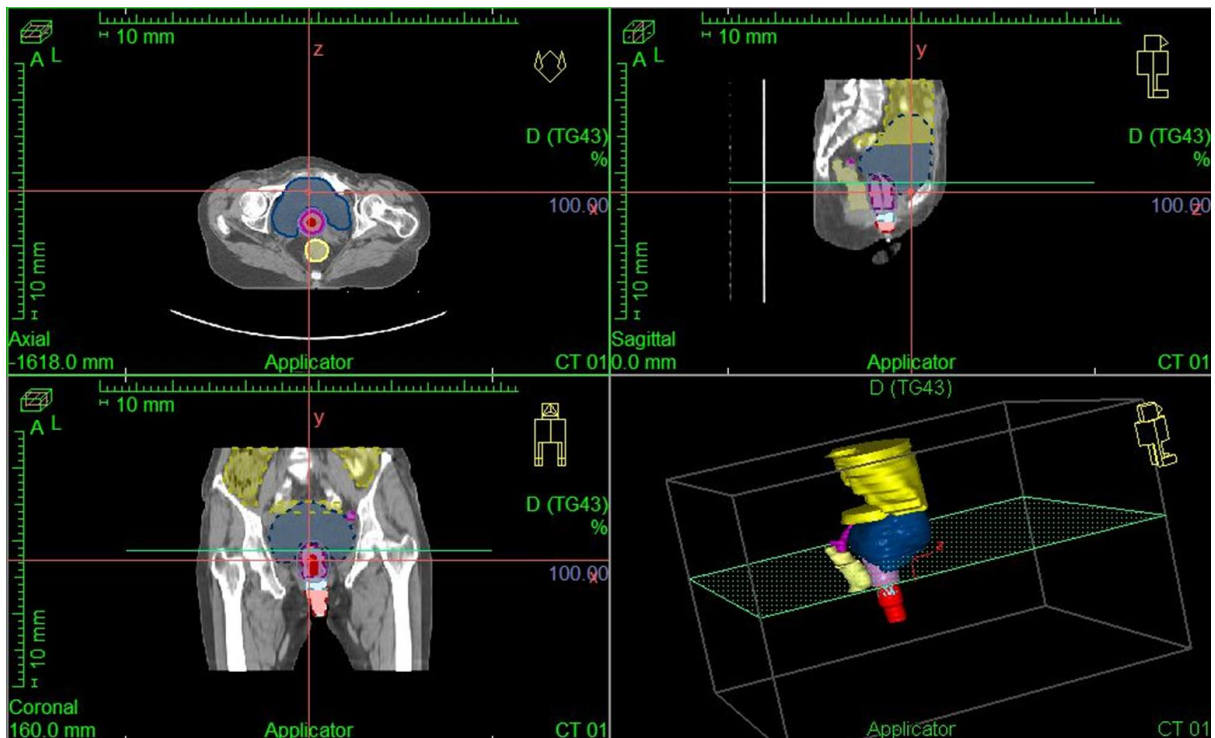 10 mm
A L
z
D (TG43)
%
100.00
x
10 mm
Axial
-1618.0 mm
Applicator
CT 01
10 mm
A L
y
D (TG43)
%
100.00
z
10 mm
Sagittal
0.0 mm
Applicator
CT 01
10 mm
A L
y
D (TG43)
%
100.00
x
10 mm
Coronal
160.0 mm
Applicator
CT 01
D (TG43)
Applicator
CT 01